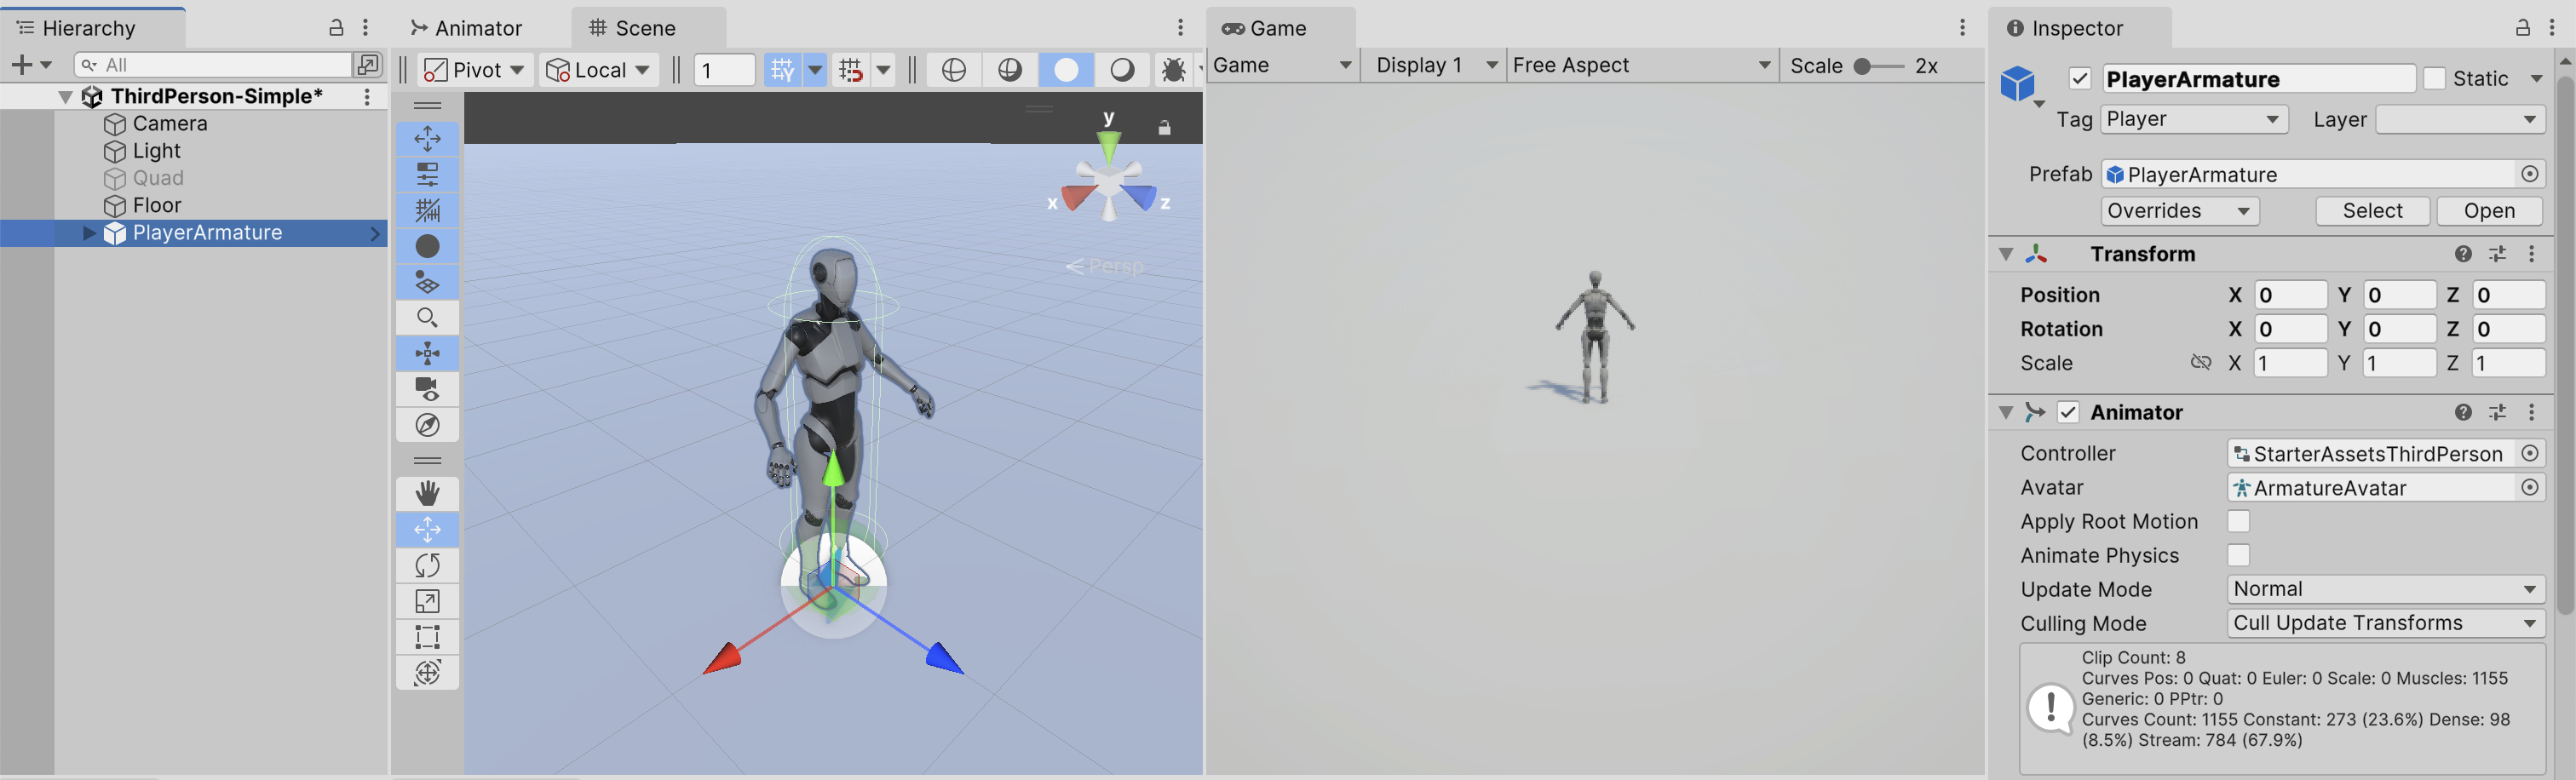 Hierarchy
All
ThirdPerson-Simple*
Camera
Light
Quad
Floor
PlayerArmature
Animator
Scene
Pivot
Local
1
y
x
z
Persp
Game
Game
Display 1
Free Aspect
Scale
2x
Inspector
PlayerArmature
Static
Tag
Player
Layer
Prefab
PlayerArmature
Overrides
Select
Open
Transform
Position X 0 Y 0 Z 0
Rotation X 0 Y 0 Z 0
Scale X 1 Y 1 Z 1
Animator
Controller StarterAssetsThirdPerson
Avatar ArmatureAvatar
Apply Root Motion
Animate Physics
Update Mode Normal
Culling Mode Cull Update Transforms
Clip Count: 8
Curves Pos: 0 Quat: 0 Euler: 0 Scale: 0 Muscles: 1155
Generic: 0 PPtr: 0
Curves Count: 1155 Constant: 273 (23.6%) Dense: 98
(8.5%) Stream: 784 (67.9%)